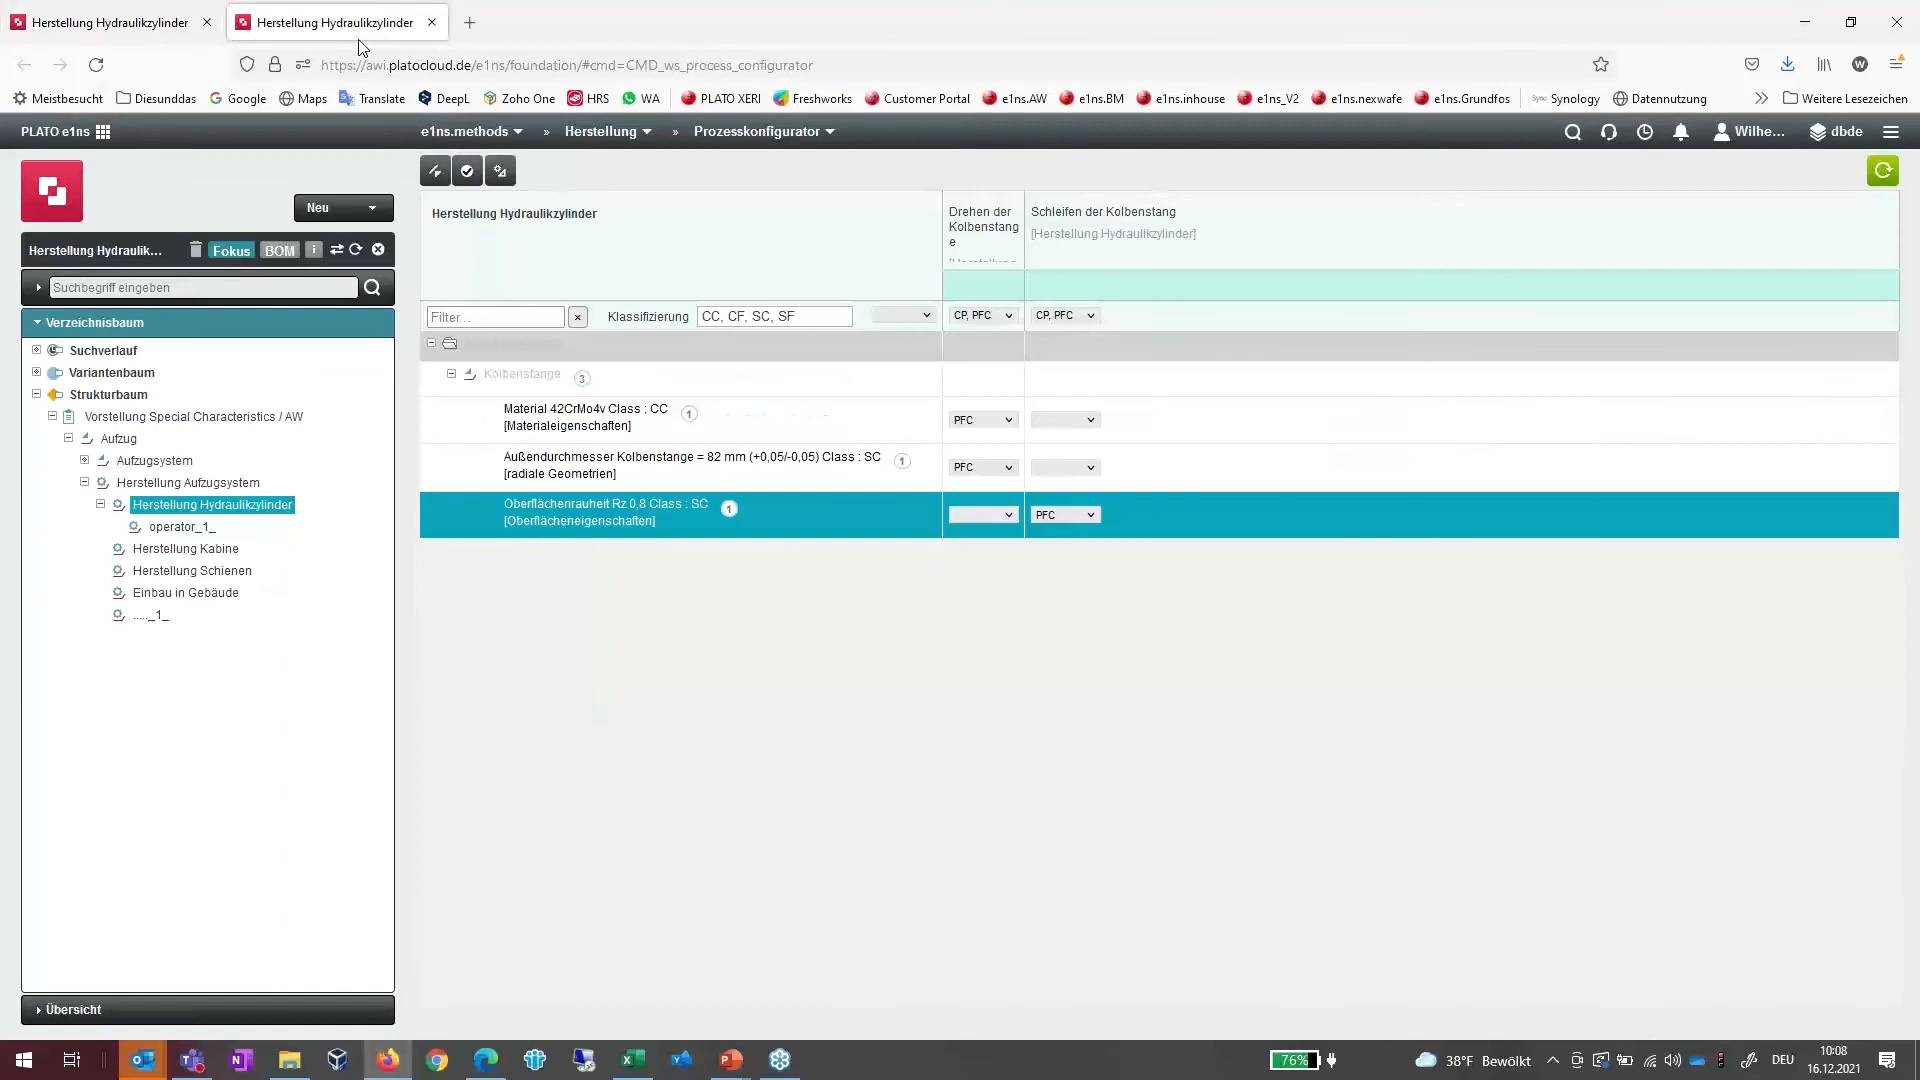 Herstellung Hydraulikzylinder
Herstellung Hydraulikzylinder
https://awi.platocloud.de/e1ns/foundation/#cmd=CMD_ws_process_configurator
Meistbesucht Diesunddas Google Maps Translate DeepL Zoho One HRS WA PLATO XERI Freshworks Customer Portal e1ns.AW e1ns.BM e1ns.inhouse e1ns_V2 e1ns.nexwafe e1ns.Grundfos Sync Synology Datennutzung Weitere Lesezeichen
PLATO e1ns e1ns.methods » Herstellung » Prozesskonfigurator Wilhe... dbde
Neu
Herstellung Hydraulik... Fokus BOM i
Suchbegriff eingeben
Verzeichnisbaum
Suchverlauf
Variantenbaum
Strukturbaum
Vorstellung Special Characteristics / AW
Aufzug
Aufzugsystem
Herstellung Aufzugsystem
Herstellung Hydraulikzylinder
operator_1_
Herstellung Kabine
Herstellung Schienen
Einbau in Gebäude
....._1_
Übersicht
Herstellung Hydraulikzylinder
Drehen der
Kolbenstang
e
Schleifen der Kolbenstang
[Herstellung Hydraulikzylinder]
Filter... × Klassifizierung CC, CF, SC, SF CP, PFC CP, PFC
Kolbenstange 3
Material 42CrMo4v Class : CC 1
[Materialeigenschaften]
PFC
Außendurchmesser Kolbenstange = 82 mm (+0,05/-0,05) Class : SC 1
[radiale Geometrien]
PFC
Oberflächenrauheit Rz 0,8 Class : SC 1
[Oberflächeneigenschaften]
PFC
76% 38°F Bewölkt DEU 10:08
16.12.2021